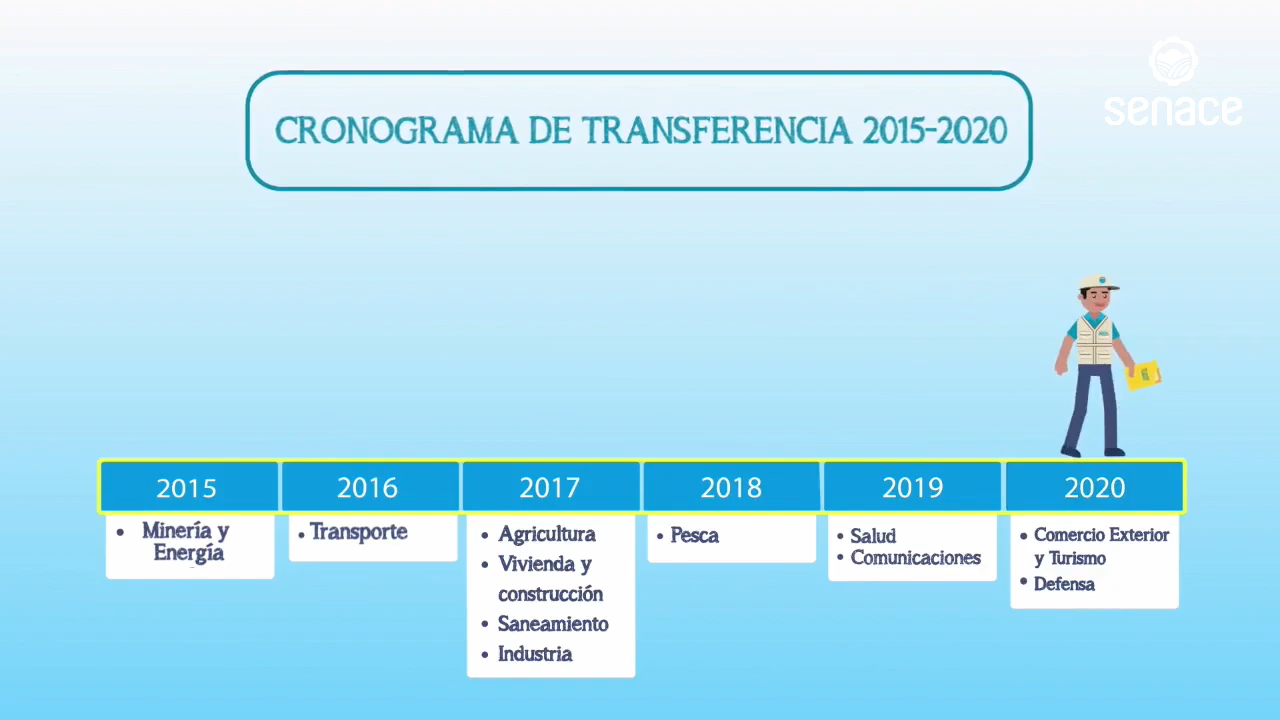 senace
CRONOGRAMA DE TRANSFERENCIA 2015-2020
2015
2016
2017
2018
2019
2020
• Minería y
Energía
• Transporte
• Agricultura
• Vivienda y
construcción
• Saneamiento
• Industria
• Pesca
• Salud
• Comunicaciones
• Comercio Exterior
y Turismo
• Defensa